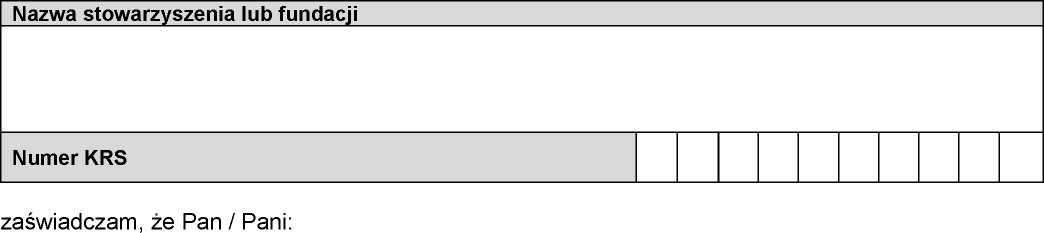 Nazwa stowarzyszenia lub fundacji
Numer KRS
zaświadczam, że Pan / Pani: